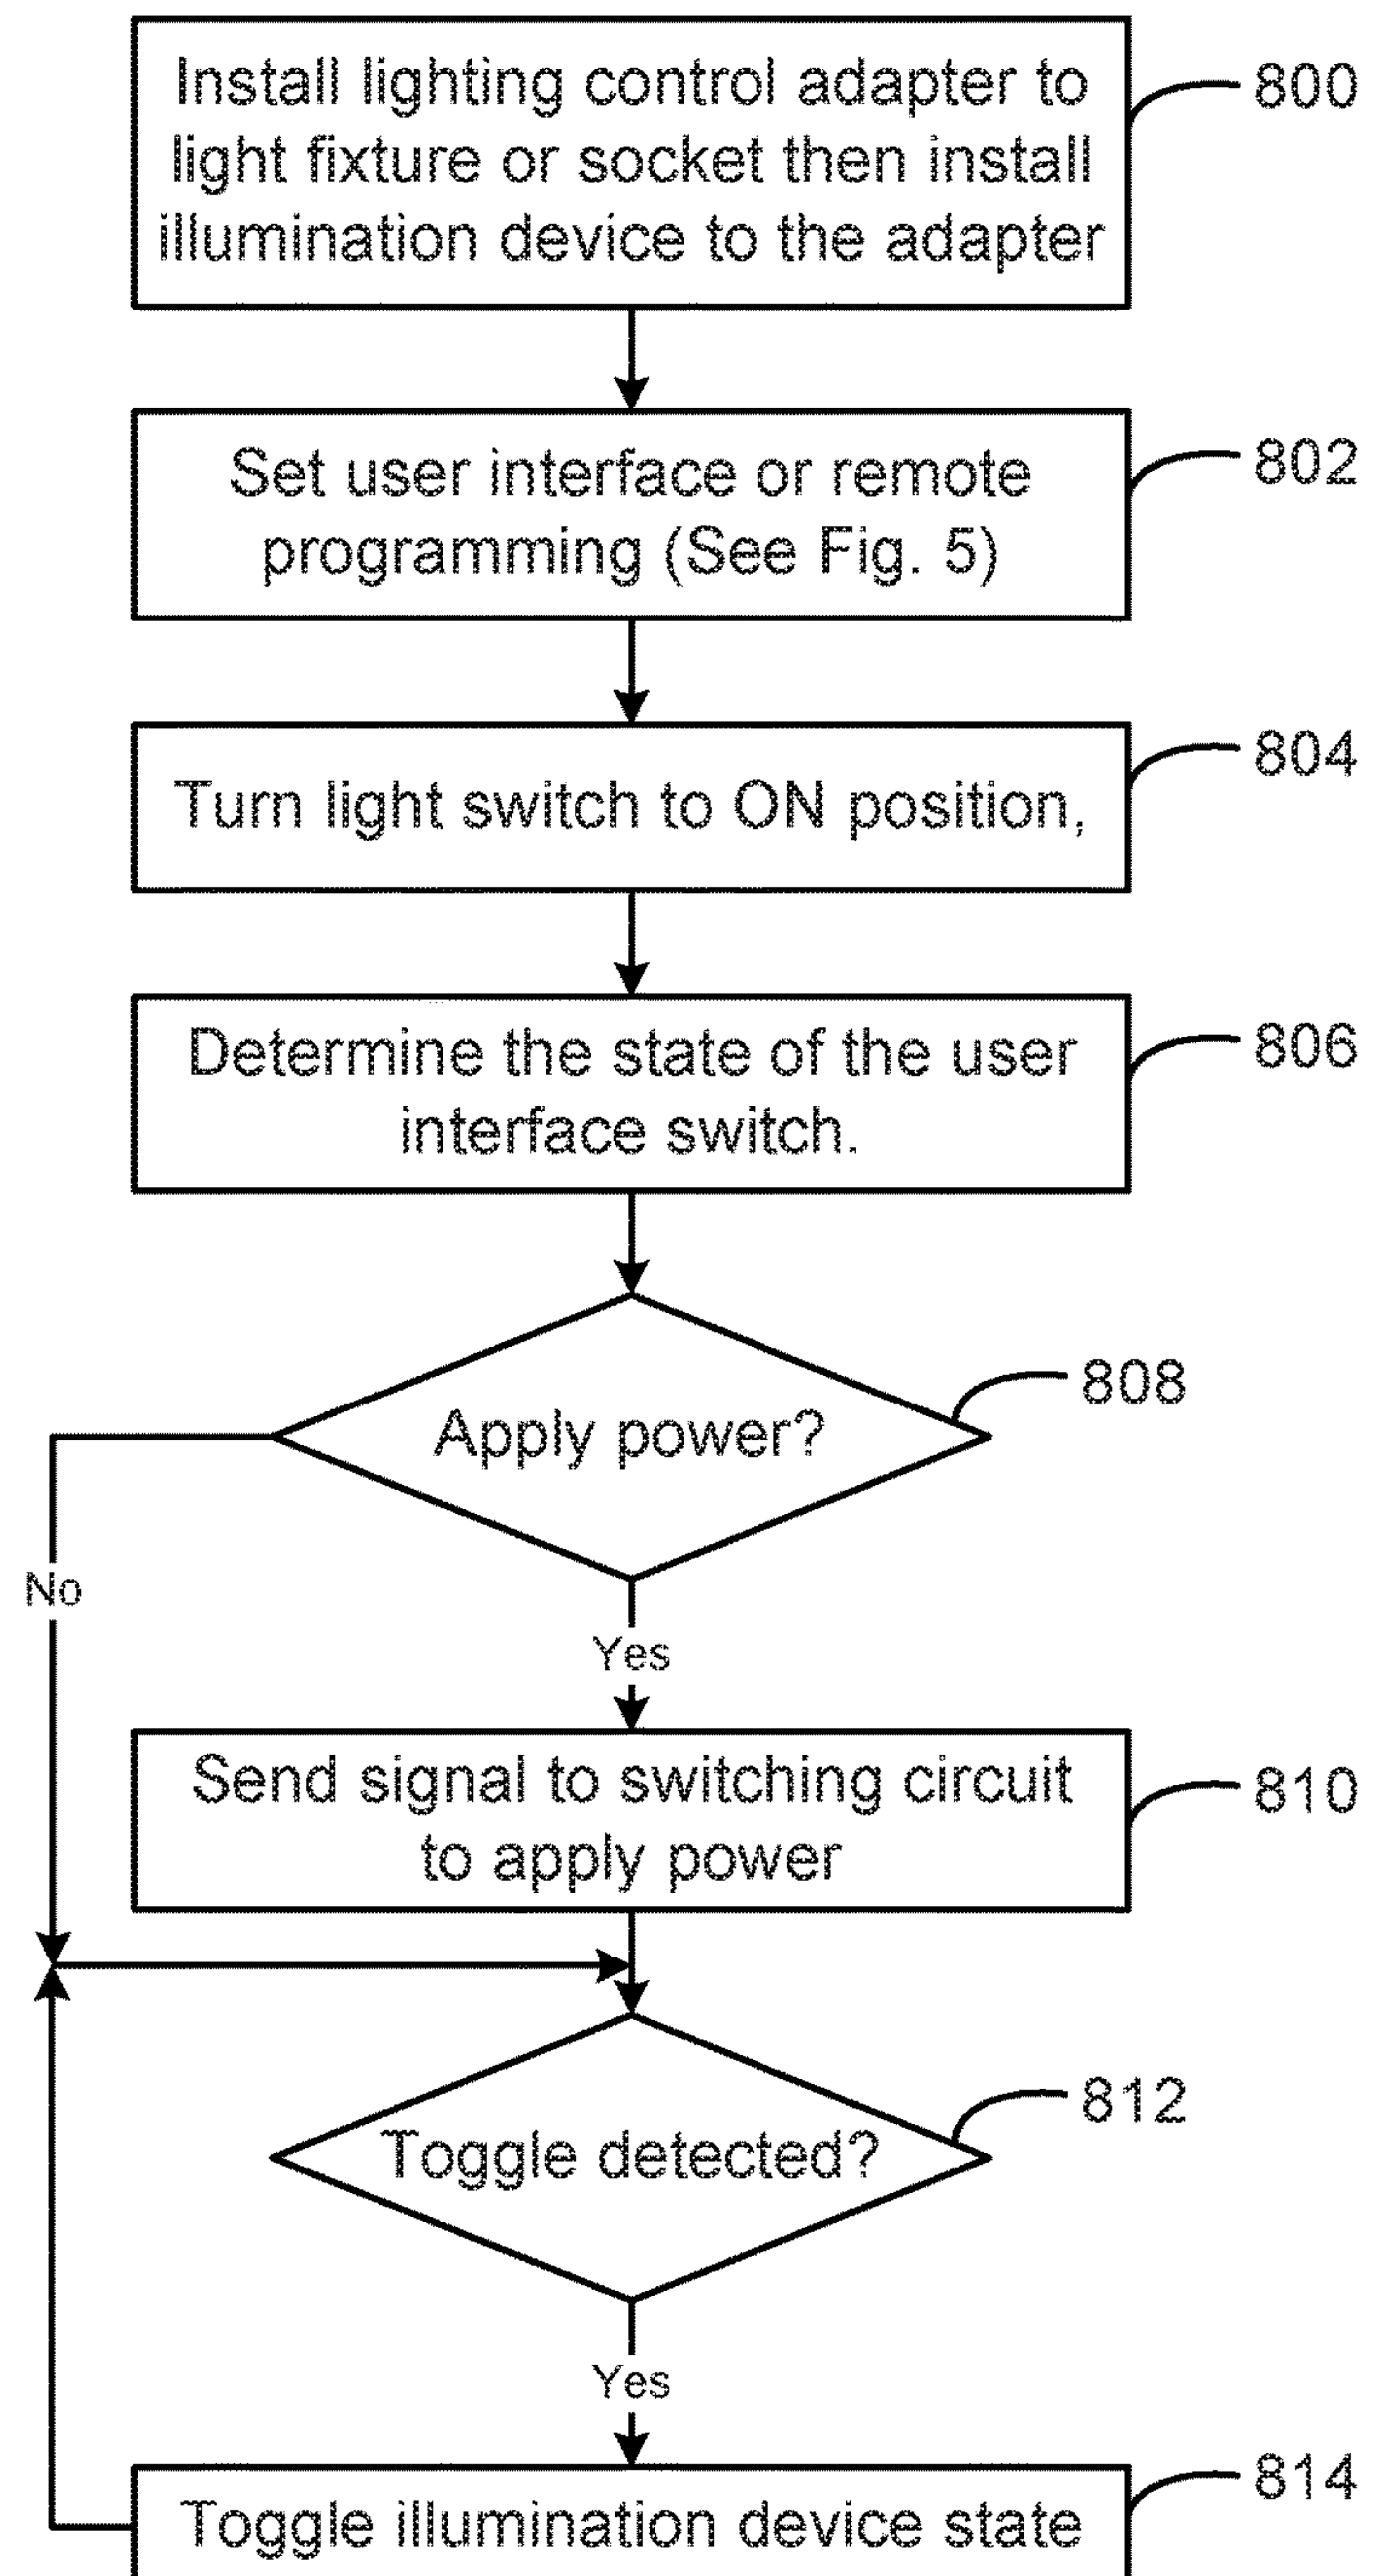 Install lighting control adapter to
light fixture or socket then install
illumination device to the adapter
800
Set user interface or remote
programming (See Fig. 5)
802
Turn light switch to ON position,
804
Determine the state of the user
interface switch.
806
Apply power?
808
No
Yes
Send signal to switching circuit
to apply power
810
Toggle detected?
812
Yes
Toggle illumination device state
814